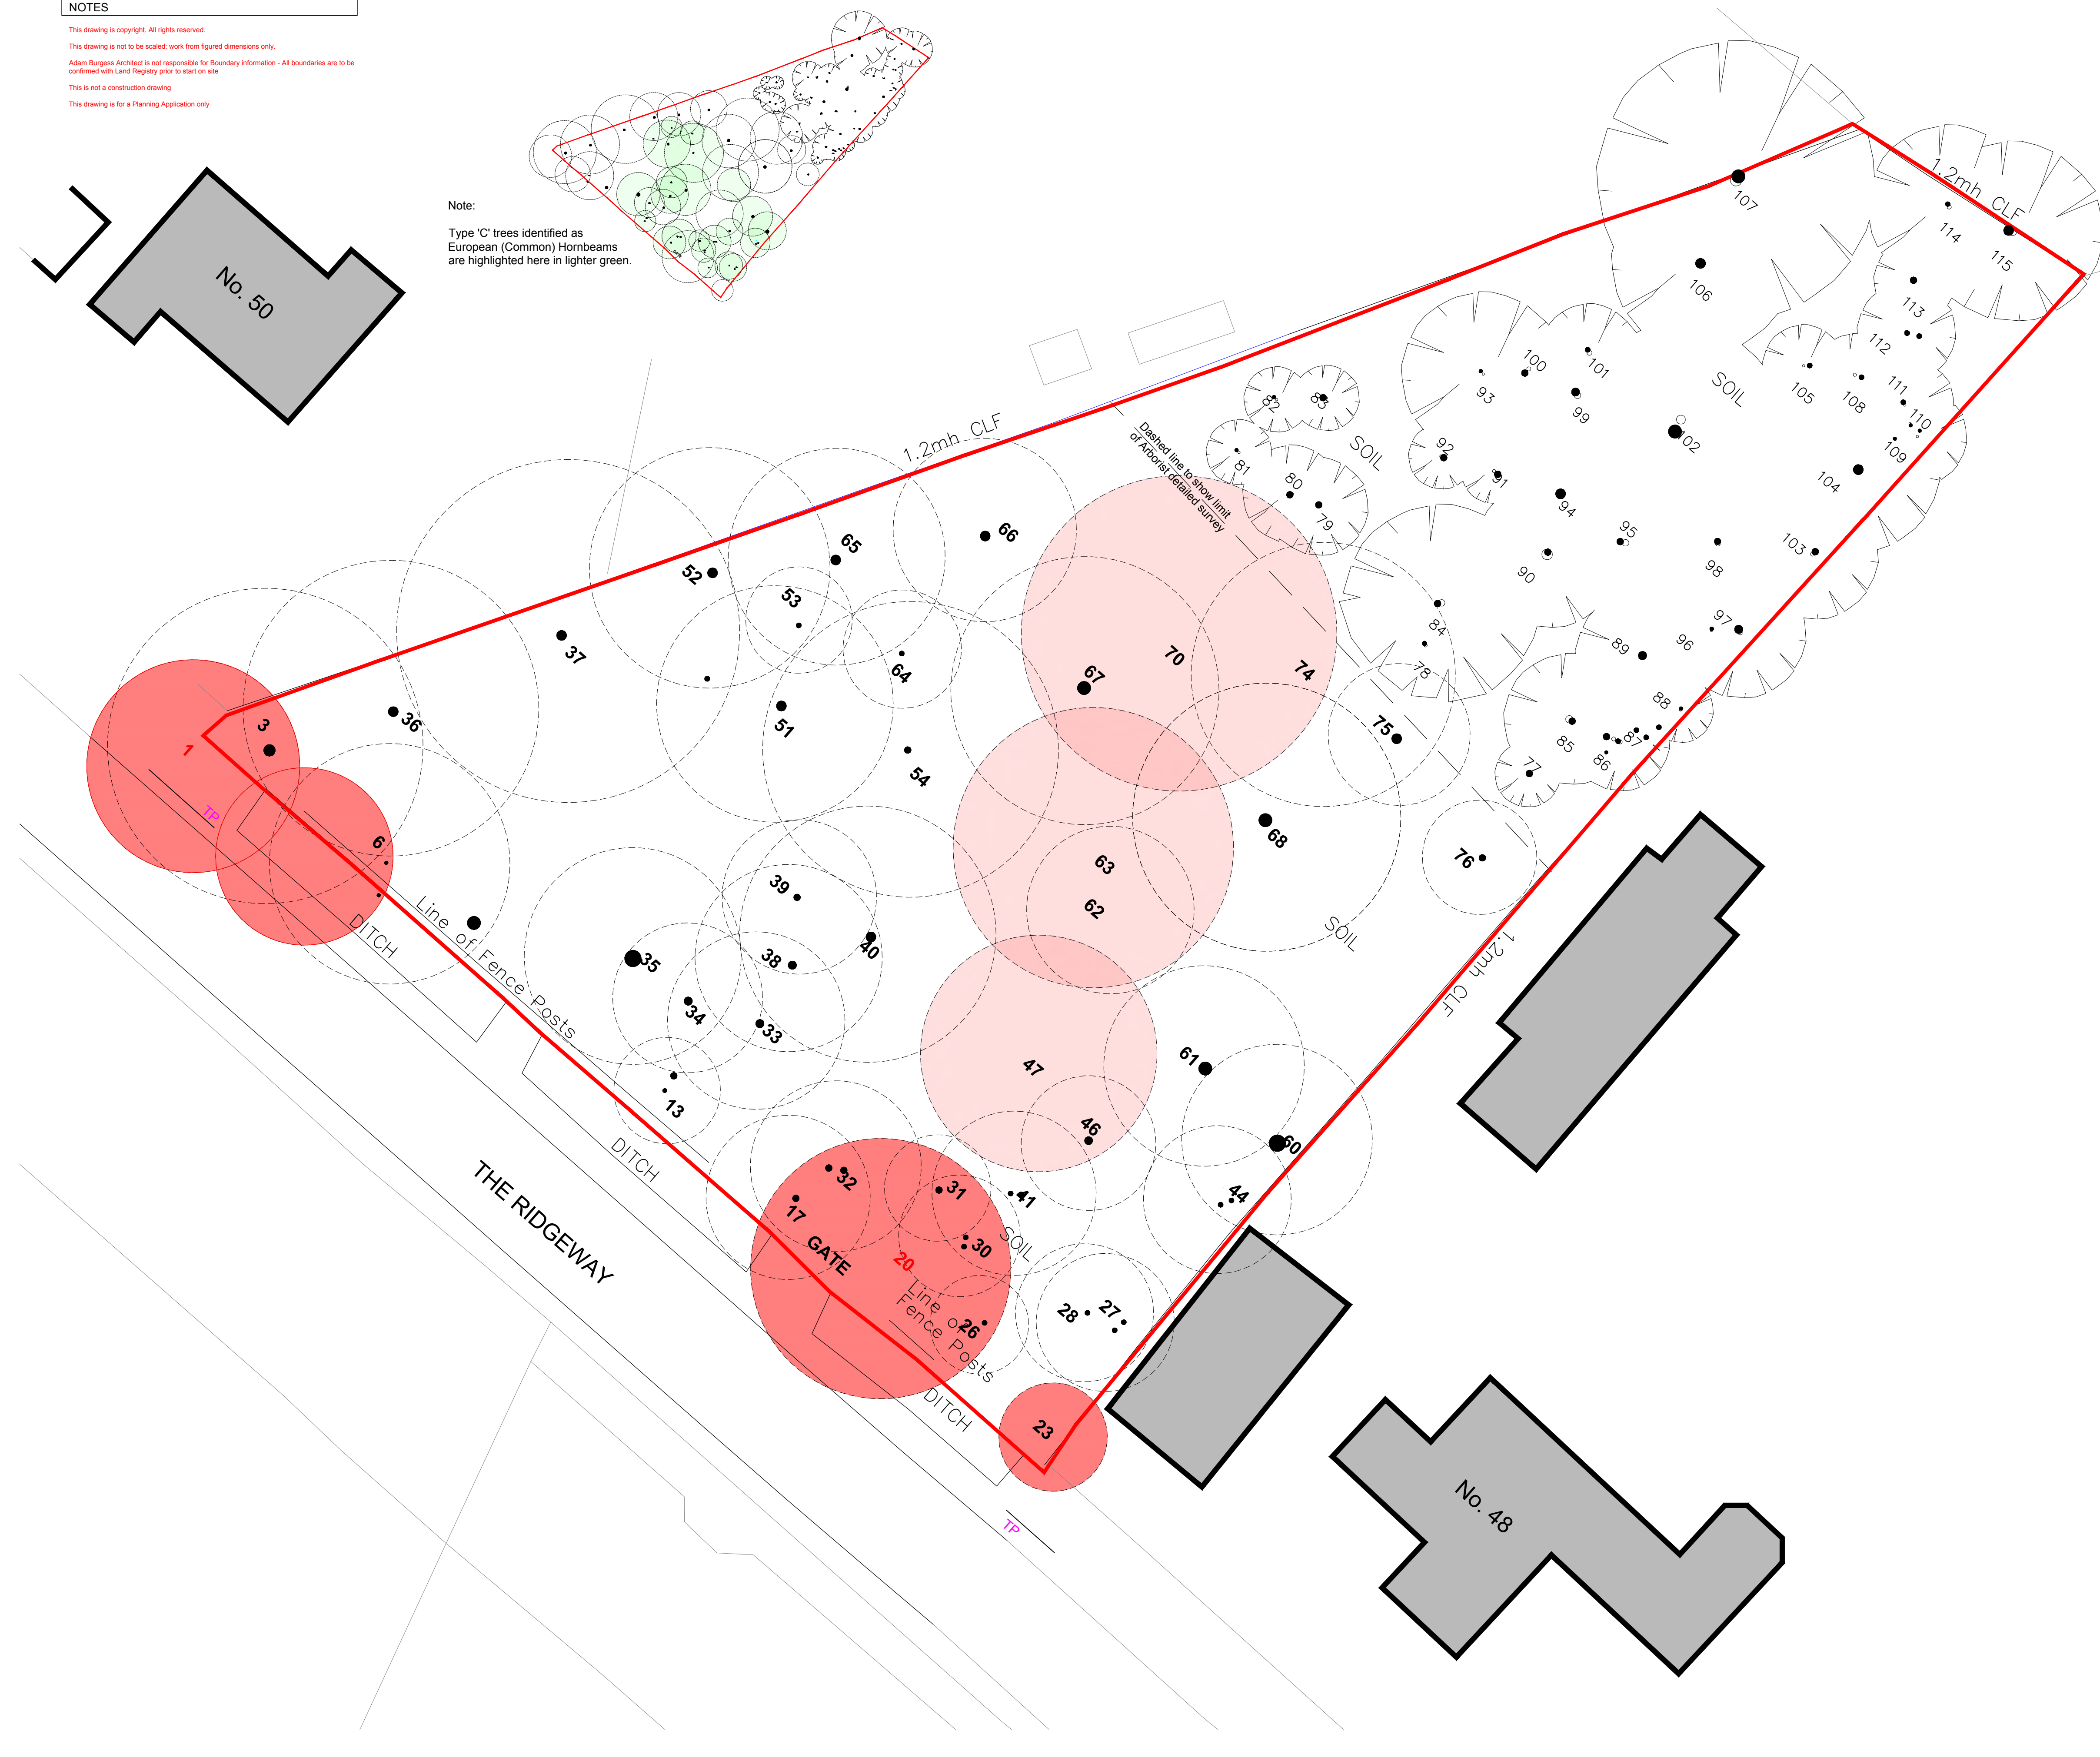 NOTES
This drawing is copyright. All rights reserved.
This drawing is not to be scaled: work from figured dimensions only.
Adam Burgess Architect is not responsible for Boundary information - All boundaries are to be
confirmed with Land Registry prior to start on site
This is not a construction drawing
This drawing is for a Planning Application only
Note:
Type 'C' trees identified as
European (Common) Hornbeams
are highlighted here in lighter green.
No. 50
1.2mh CLF
107
114
115
106
113
112
111
110
109
105
108
SOIL
100
101
93
99
102
104
82
83
SOIL
92
91
81
80
79
94
95
90
98
103
1.2mh CLF
Dashed line to show limit
of Arborist detailed survey
84
78
89
96
97
88
87
86
85
77
52
65
66
53
37
51
64
54
67
70
74
75
68
76
63
62
SOIL
1.2mh CLF
1
3
36
6
TP
DITCH
Line of Fence Posts
39
40
38
35
34
33
13
47
46
61
60
44
DITCH
THE RIDGEWAY
32
17
GATE
20
31
41
30
SOIL
Line of
Fence Posts
26
28
27
DITCH
23
TP
No. 48